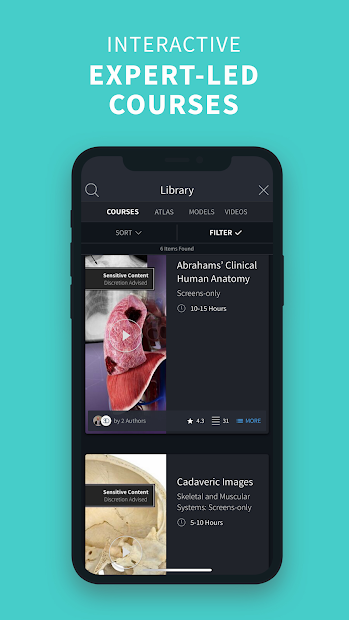 INTERACTIVE
EXPERT-LED
COURSES
Library
COURSES ATLAS MODELS VIDEOS
SORT FILTER
6 Items Found
Sensitive Content
Discretion Advised
Abrahams' Clinical
Human Anatomy
Screens-only
10-15 Hours
by 2 Authors 4.3 31 MORE
Sensitive Content
Discretion Advised
Cadaveric Images
Skeletal and Muscular
Systems: Screens-only
5-10 Hours